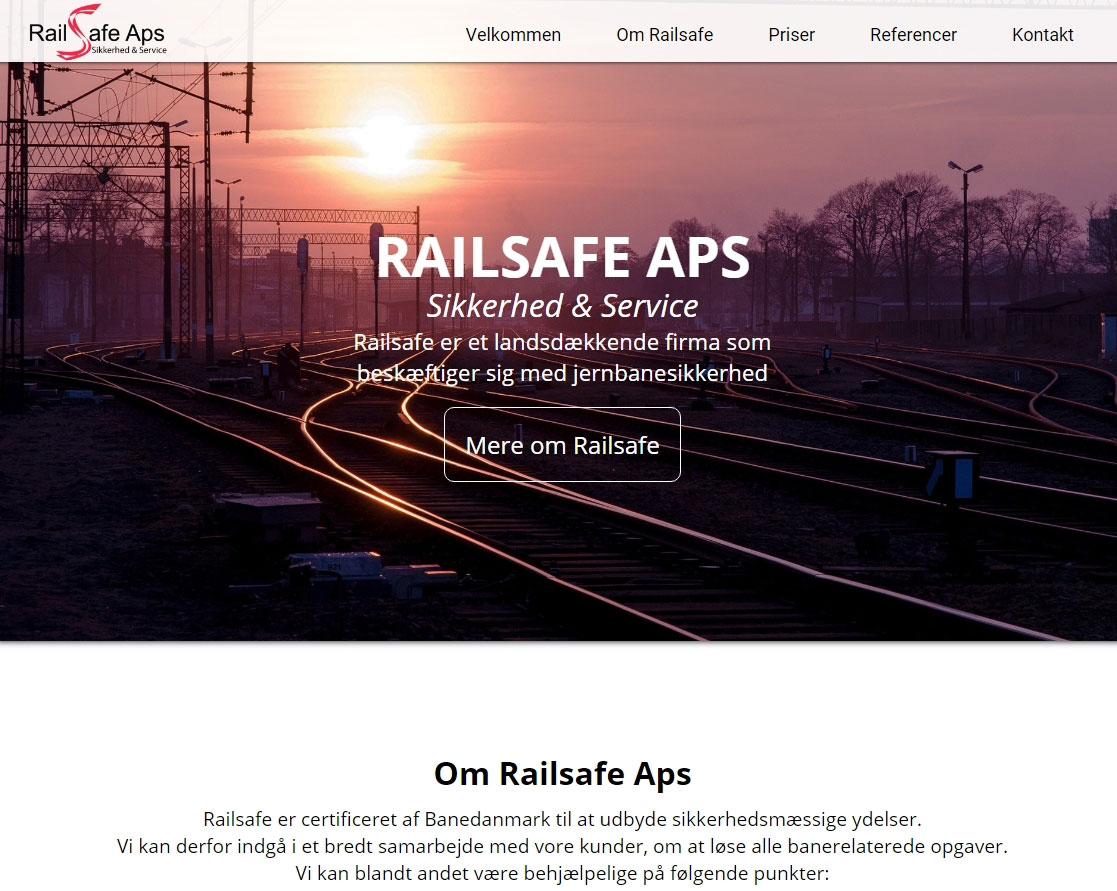 Rail Safe Aps
Sikkerhed & Service
Velkommen Om Railsafe Priser Referencer Kontakt
RAILSAFE APS
Sikkerhed & Service
Railsafe er et landsdækkende firma som
beskæftiger sig med jernbanesikkerhed
Mere om Railsafe
921
Om Railsafe Aps
Railsafe er certificeret af Banedanmark til at udbyde sikkerhedsmæssige ydelser.
Vi kan derfor indgå i et bredt samarbejde med vore kunder, om at løse alle banerelaterede opgaver.
Vi kan blandt andet være behjælpelige på følgende punkter: